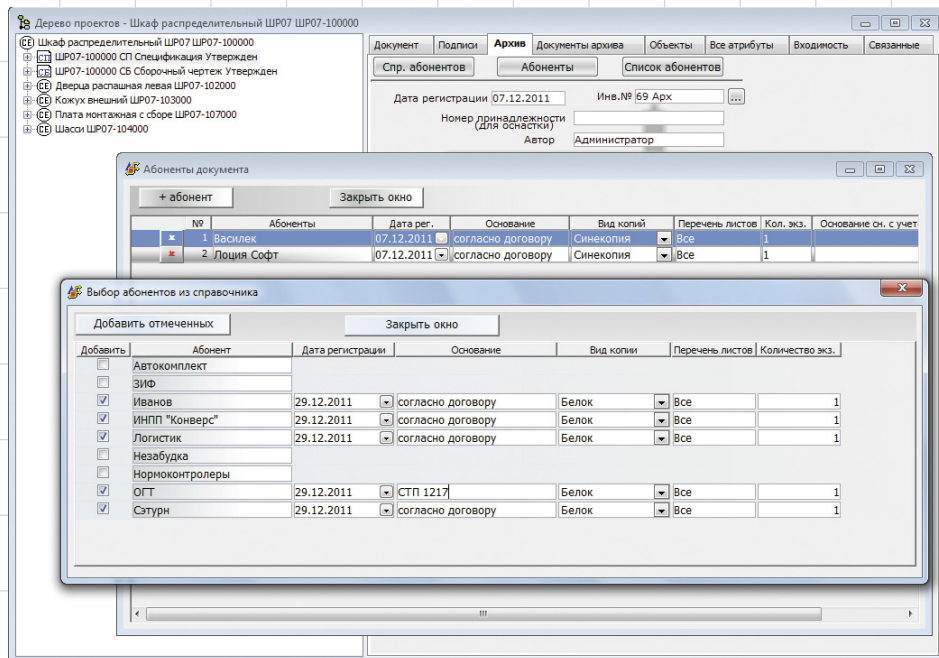 Дерево проектов - Шкаф распределительный ШР07 ШР07-100000
СЕ Шкаф распределительный ШР07 ШР07-100000
СП ШР07-100000 СП Спецификация Утвержден
СБ ШР07-100000 СБ Сборочный чертеж Утвержден
СЕ Дверца распашная левая ШР07-102000
СЕ Кожух внешний ШР07-103000
СЕ Плата монтажная с сборе ШР07-107000
СЕ Шасси ШР07-104000
Документ Подписи Архив Документы архива Объекты Все атрибуты Входимость Связанные
Спр. абонентов Абоненты Список абонентов
Дата регистрации 07.12.2011 Инв.№ 69 Арх ...
Номер принадлежности
(для оснастки)
Автор Администратор
Абоненты документа
+ абонент Закрыть окно
№ Абоненты Дата рег. Основание Вид копий Перечень листов Кол. экз. Основание сн. с учет
1 Василек 07.12.2011 согласно договору Синекопия Все 1
2 Лоция Софт 07.12.2011 согласно договору Синекопия Все 1
Выбор абонентов из справочника
Добавить отмеченных Закрыть окно
Добавить Абонент Дата регистрации Основание Вид копии Перечень листов Количество экз.
Автокомплект
ЗИФ
Иванов 29.12.2011 согласно договору Белок Все 1
ИНПП "Конверс" 29.12.2011 согласно договору Белок Все 1
Логистик 29.12.2011 согласно договору Белок Все 1
Незабудка
Нормоконтролеры
ОГТ 29.12.2011 СТП 1217 Белок Все 1
Сэтурн 29.12.2011 согласно договору Белок Все 1